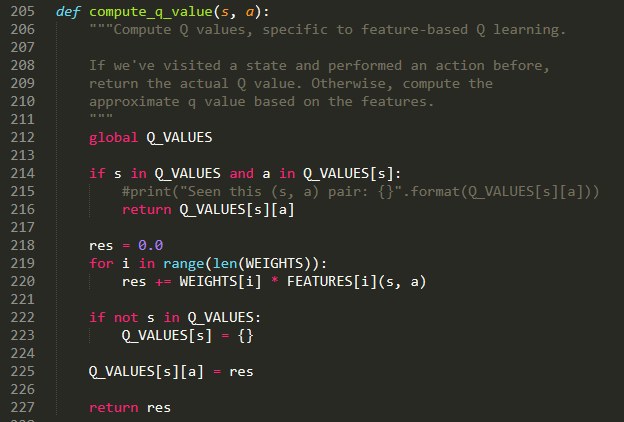 205 def compute_q_value(s, a):
206     """Compute Q values, specific to feature-based Q learning.
207
208     If we've visited a state and performed an action before,
209     return the actual Q value. Otherwise, compute the
210     approximate q value based on the features.
211     """
212     global Q_VALUES
213
214     if s in Q_VALUES and a in Q_VALUES[s]:
215         #print("Seen this (s, a) pair: {}".format(Q_VALUES[s][a]))
216         return Q_VALUES[s][a]
217
218     res = 0.0
219     for i in range(len(WEIGHTS)):
220         res += WEIGHTS[i] * FEATURES[i](s, a)
221
222     if not s in Q_VALUES:
223         Q_VALUES[s] = {}
224
225     Q_VALUES[s][a] = res
226
227     return res